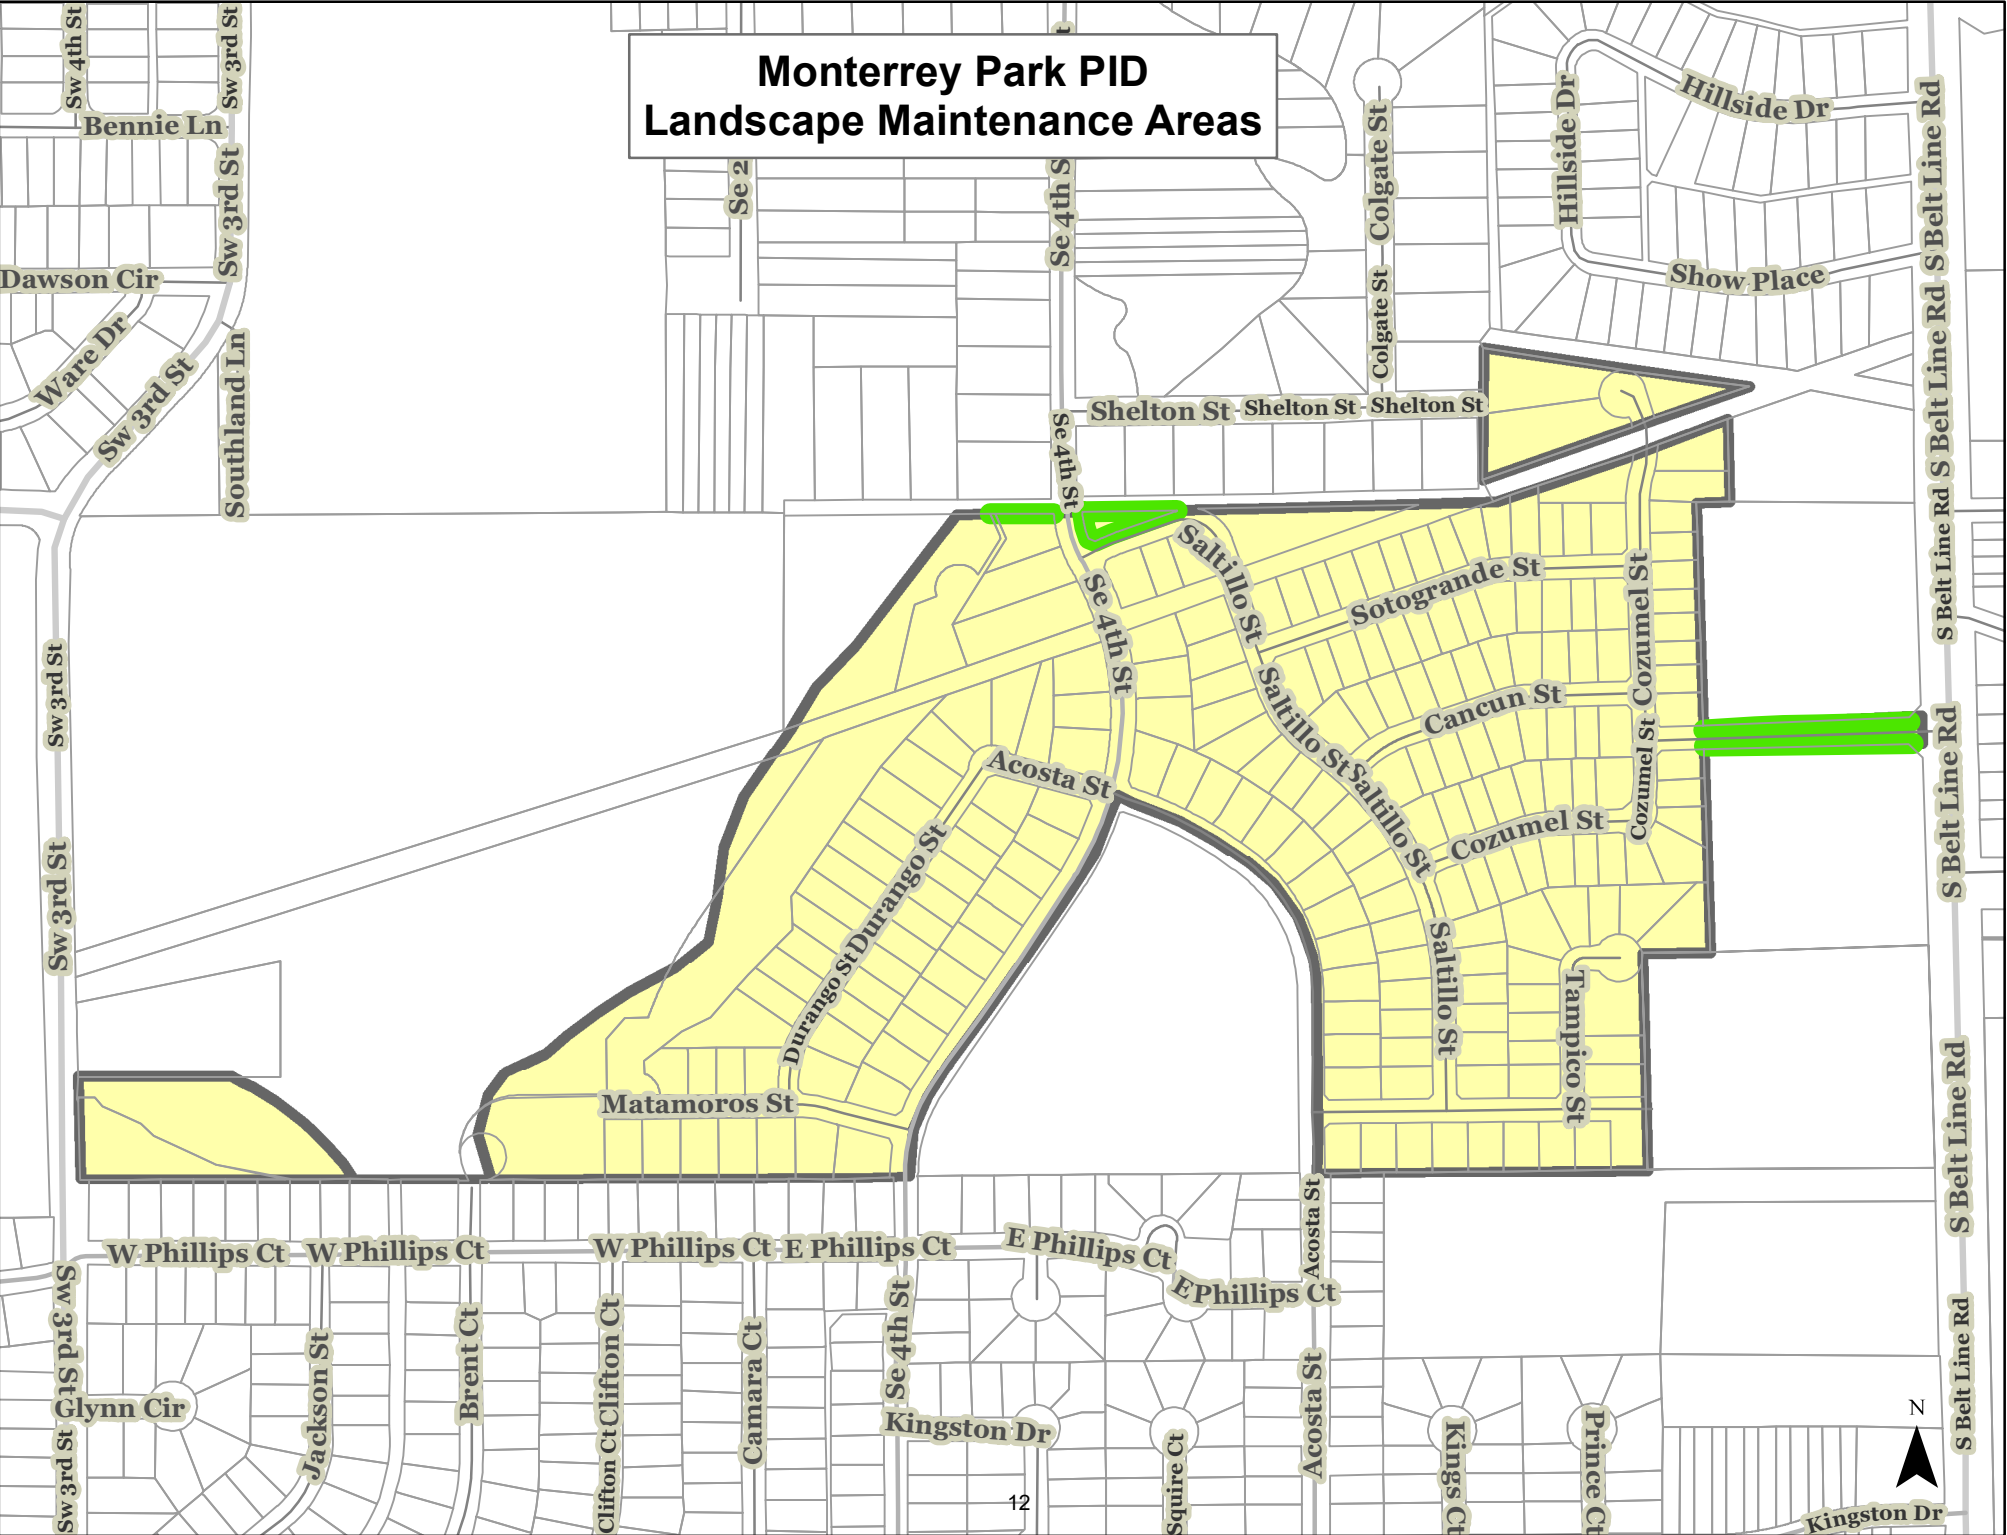 Monterrey Park PID
Landscape Maintenance Areas
Sw 4th St
Sw 3rd St
Bennie Ln
Sw 3rd St
Dawson Cir
Ware Dr
Sw 3rd St
Southland Ln
Se 2
Se 4th S
t
Colgate St
Colgate St
Hillside Dr
Hillside Dr
Show Place
S Belt Line Rd
S Belt Line Rd
S Belt Line Rd
Shelton St
Shelton St
Shelton St
Se 4th St
Se 4th St
Saltillo St
Sotogrande St
Cozumel St
Saltillo St
Cancun St
Cozumel St
Saltillo St
Cozumel St
Acosta St
Durango St
Durango St
Saltillo St
Tampico St
Matamoros St
Sw 3rd St
Sw 3rd St
S Belt Line Rd
S Belt Line Rd
W Phillips Ct
W Phillips Ct
W Phillips Ct
E Phillips Ct
E Phillips Ct
E Phillips Ct
Acosta St
Acosta St
Sw 3rd St
Glynn Cir
Sw 3rd St
Jackson St
Brent Ct
Clifton Ct
Clifton Ct
Camara Ct
Se 4th St
Kingston Dr
Squire Ct
Kings Ct
Prince Ct
S Belt Line Rd
Kingston Dr
N
12